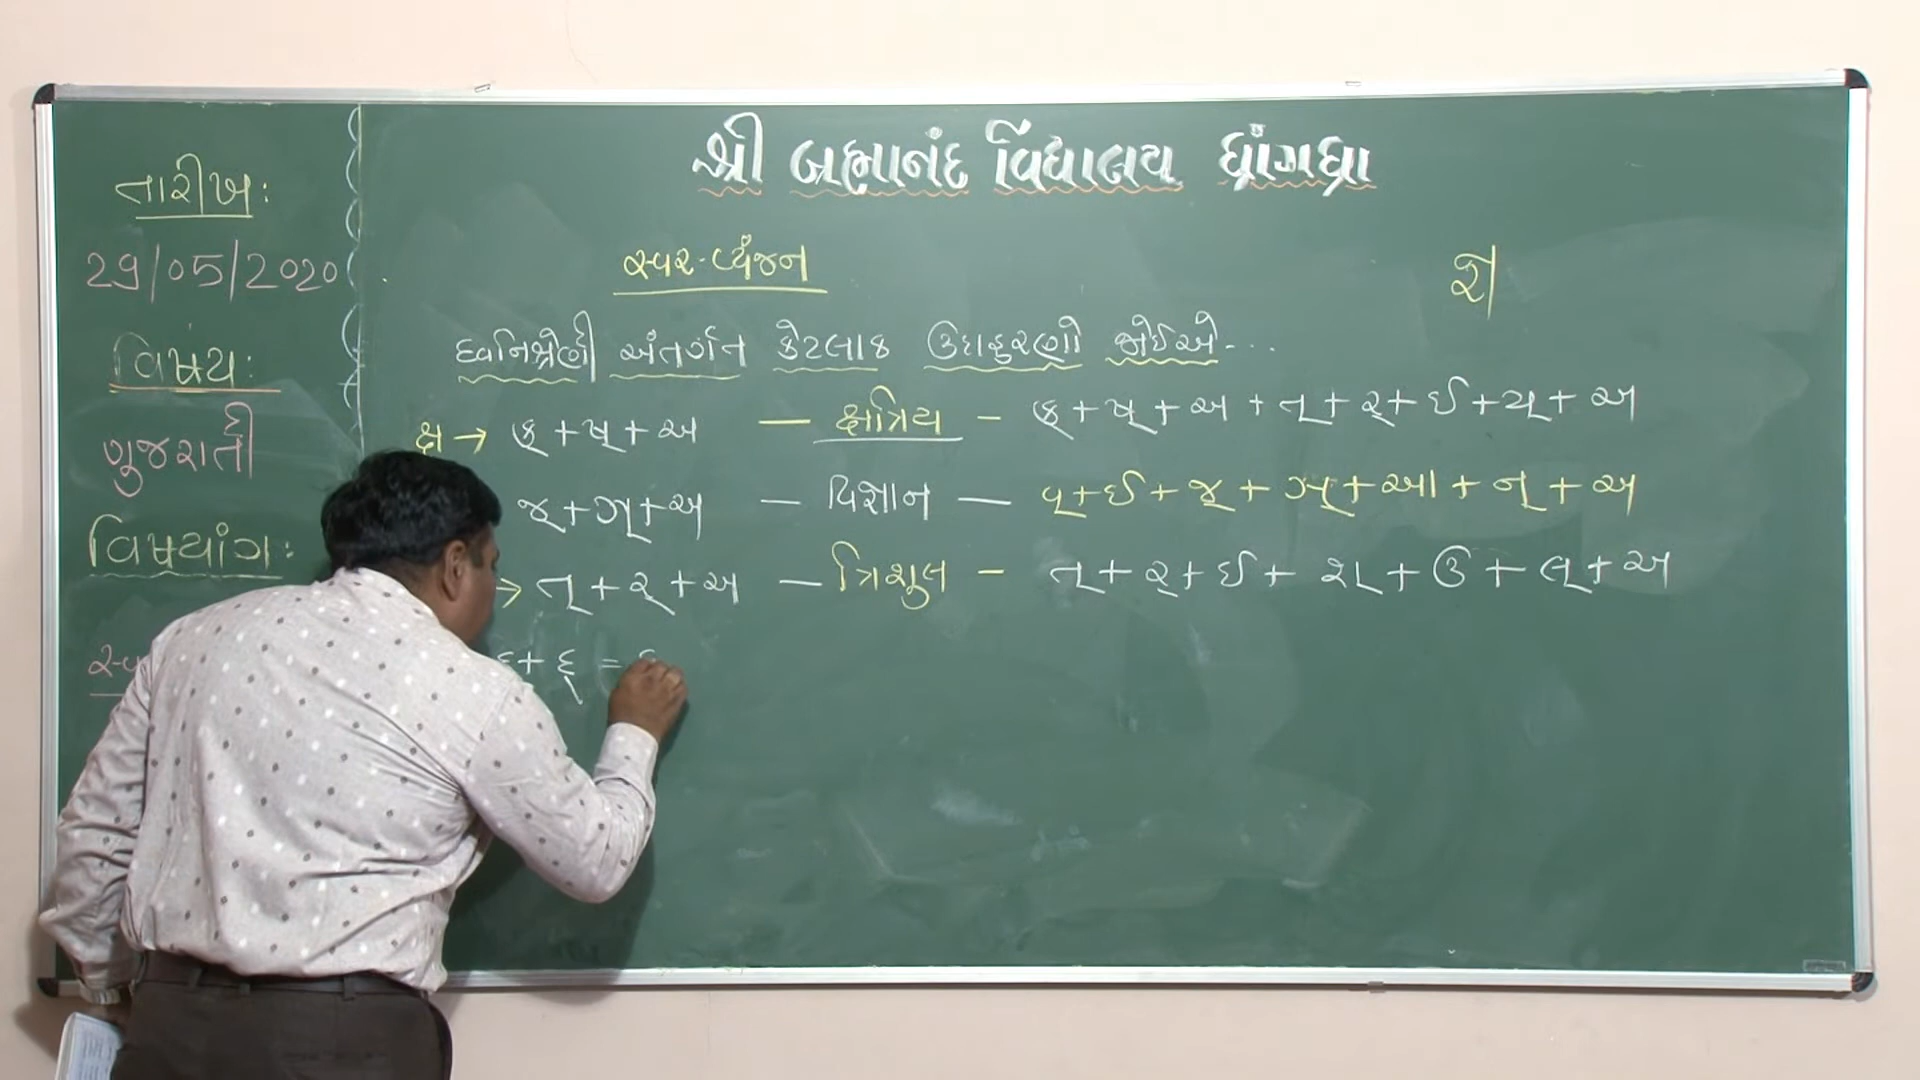 શ્રી બ્રહ્માનંદ વિદ્યાલય ધ્રાંગધ્રા
તારીખ:
29/05/2020
વિષય:
ગુજરાતી
વિષયાંગ:
સ્વ
સ્વર-વ્યંજન
જ્ઞ
ધ્વનિશ્રેણી અંતર્ગત કેટલાક ઉદાહરણો જોઈએ...
ક્ષ → ક્ + ષ્ + અ — ક્ષત્રિય - ક્ + ષ્ + અ + ત્ + ર્ + ઈ + ય્ + અ
જ્ + ઞ્ + અ — વિજ્ઞાન — વ્ + ઈ + જ્ + ઞ્ + આ + ન્ + અ
→ ત્ + ર્ + અ — ત્રિશુલ - ત્ + ર્ + ઈ + શ્ + ઉ + લ્ + અ
+ દ્ =